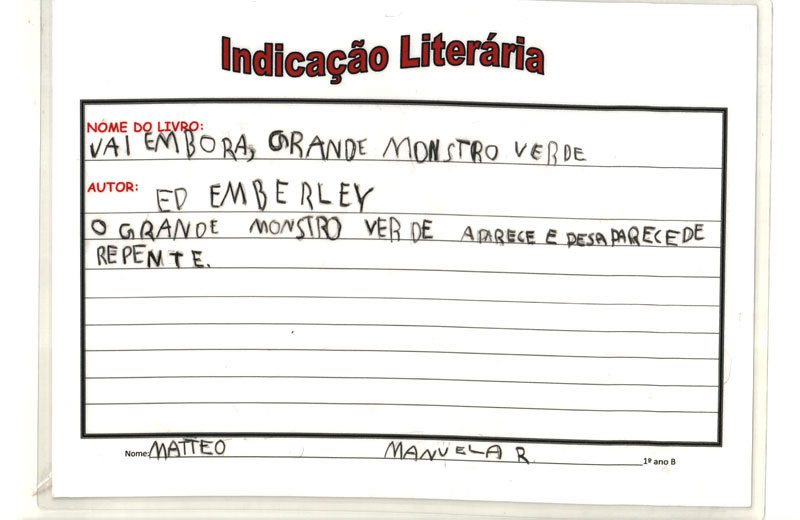 Indicação Literária
NOME DO LIVRO:
VAI EMBORA, GRANDE MONSTRO VERDE
AUTOR: ED EMBERLEY
O GRANDE MONSTRO VERDE APARECE E DESAPARECE DE
REPENTE.
Nome: MATTEO MANUELA R. 1º ano B